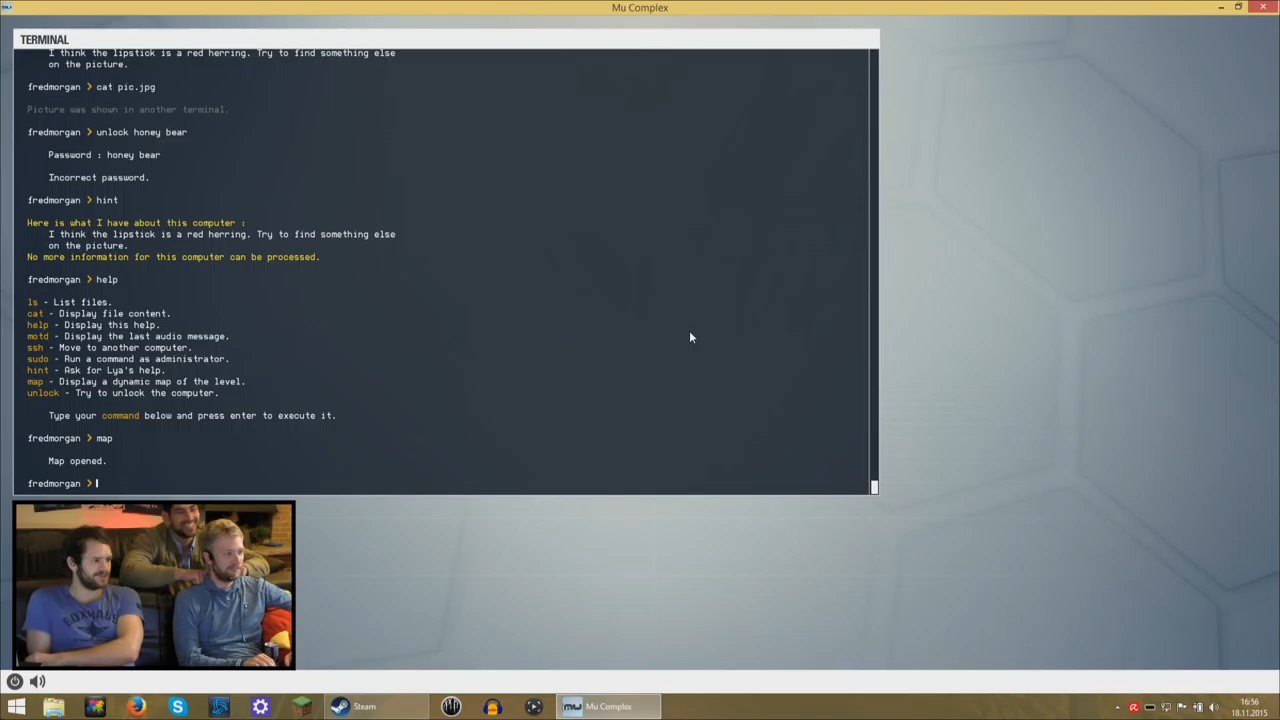 Mu Complex
TERMINAL
I think the lipstick is a red herring. Try to find something else
on the picture.
fredmorgan > cat pic.jpg
Picture was shown in another terminal.
fredmorgan > unlock honey bear
Password : honey bear
Incorrect password.
fredmorgan > hint
Here is what I have about this computer :
I think the lipstick is a red herring. Try to find something else
on the picture.
No more information for this computer can be processed.
fredmorgan > help
ls - List files.
cat - Display file content.
help - Display this help.
motd - Display the last audio message.
ssh - Move to another computer.
sudo - Run a command as administrator.
hint - Ask for Lya's help.
map - Display a dynamic map of the level.
unlock - Try to unlock the computer.
Type your command below and press enter to execute it.
fredmorgan > map
Map opened.
fredmorgan >
Steam
Mu Complex
16:56
18.11.2015